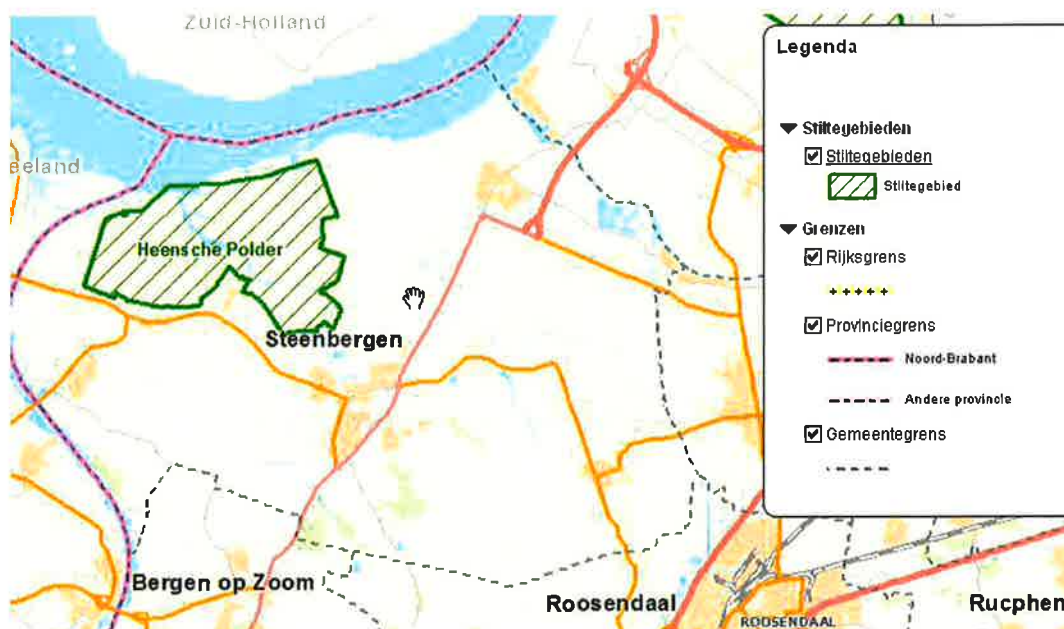 Zuid-Holland
eeland
Heensche Polder
Steenbergen
Bergen op Zoom
Roosendaal
ROOSENDAAL
Rucphen
Legenda
Stiltegebieden
Stiltegebieden
Stiltegebied
Grenzen
Rijksgrens
Provinciegrens
Noord-Brabant
Andere provincie
Gemeentegrens